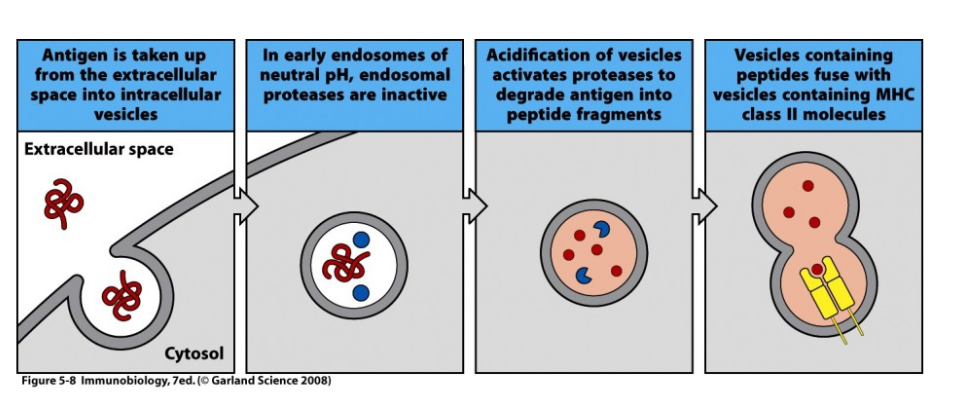 Antigen is taken up
from the extracellular
space into intracellular
vesicles
In early endosomes of
neutral pH, endosomal
proteases are inactive
Acidification of vesicles
activates proteases to
degrade antigen into
peptide fragments
Vesicles containing
peptides fuse with
vesicles containing MHC
class II molecules
Extracellular space
Cytosol
Figure 5-8 Immunobiology, 7ed. (© Garland Science 2008)